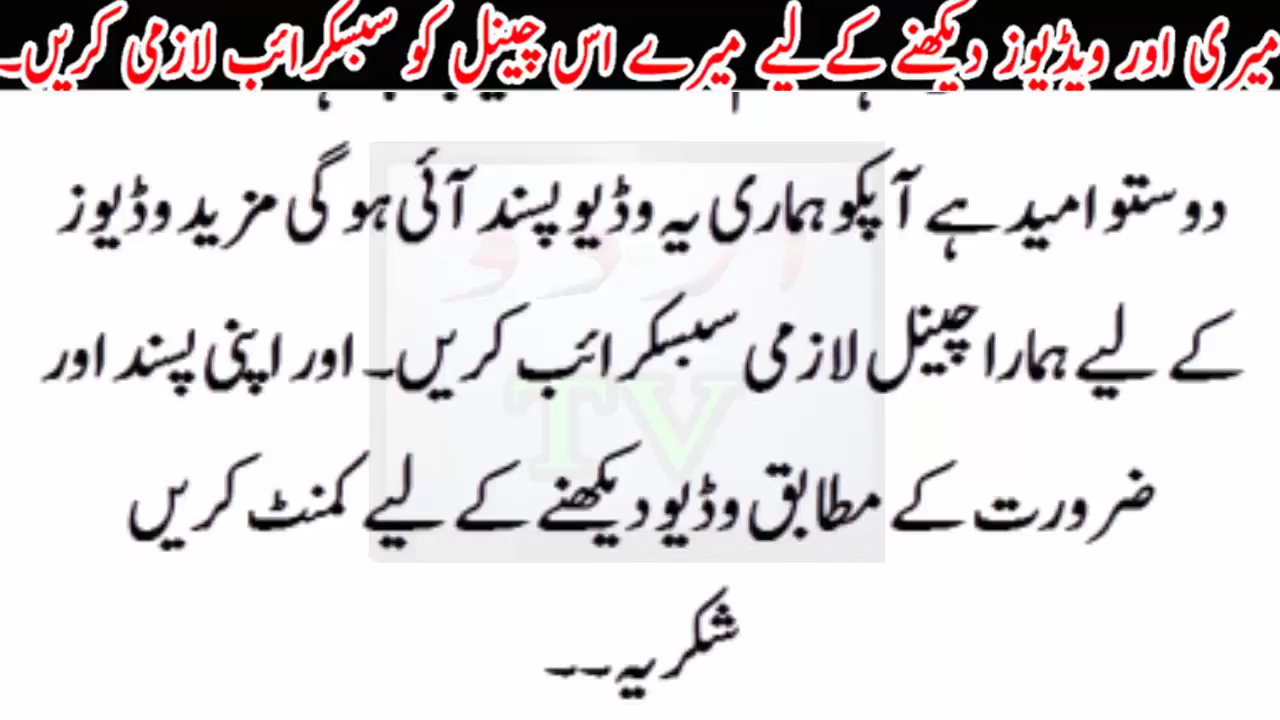 میری اور ویڈیوز دیکھنے کے لیے میرے اس چینل کو سبسکرائب لازمی کریں۔
دوستو امید ہے آپکو ہماری یہ وڈیو پسند آئی ہو گی مزید وڈیوز
کے لیے ہمارا چینل لازمی سبسکرائب کریں۔ اور اپنی پسند اور
ضرورت کے مطابق وڈیو دیکھنے کے لیے کمنٹ کریں
شکریہ۔۔۔
اردو
TV